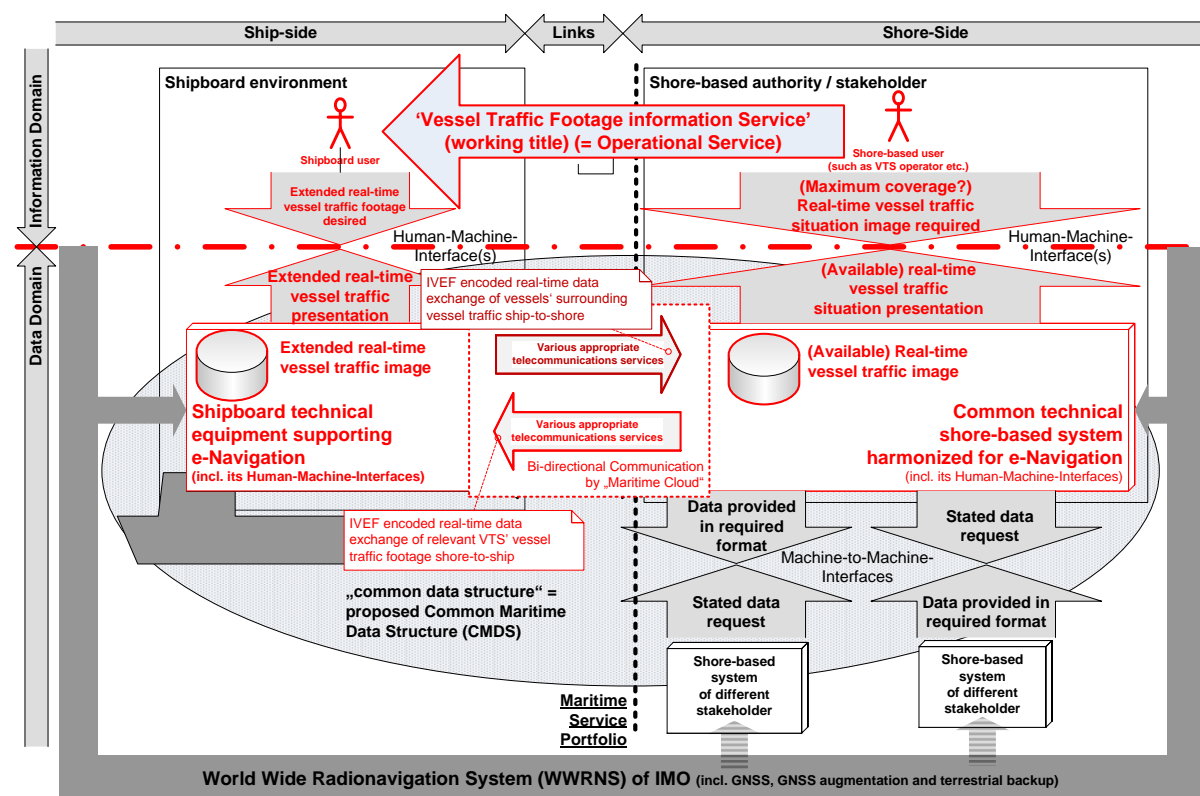 Ship-side
Links
Shore-Side
Information Domain
Data Domain
Shipboard environment
Shore-based authority / stakeholder
‘Vessel Traffic Footage information Service’
(working title) (= Operational Service)
Shipboard user
Shore-based user
(such as VTS operator etc.)
Extended real-time
vessel traffic footage
desired
(Maximum coverage?)
Real-time vessel traffic
situation image required
Human-Machine-
Interface(s)
Human-Machine-
Interface(s)
Extended real-time
vessel traffic
presentation
IVEF encoded real-time data
exchange of vessels’ surrounding
vessel traffic ship-to-shore
(Available) real-time
vessel traffic
situation presentation
Extended real-time
vessel traffic image
Various appropriate
telecommunications services
(Available) Real-time
vessel traffic image
Shipboard technical
equipment supporting
e-Navigation
(incl. its Human-Machine-Interfaces)
Various appropriate
telecommunications services
Bi-directional Communication
by „Maritime Cloud“
Common technical
shore-based system
harmonized for e-Navigation
(incl. its Human-Machine-Interfaces)
IVEF encoded real-time data
exchange of relevant VTS’ vessel
traffic footage shore-to-ship
Data provided
in required
format
Stated data
request
Machine-to-Machine-
Interfaces
„common data structure“ =
proposed Common Maritime
Data Structure (CMDS)
Stated data
request
Data provided in
required format
Shore-based
system
of different
stakeholder
Shore-based
system
of different
stakeholder
Maritime
Service
Portfolio
World Wide Radionavigation System (WWRNS) of IMO (incl. GNSS, GNSS augmentation and terrestrial backup)